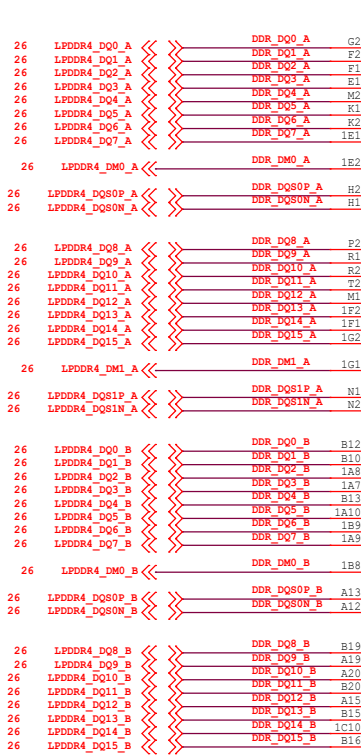 26 LPDDR4_DQ0_A DDR_DQ0_A G2
26 LPDDR4_DQ1_A DDR_DQ1_A F2
26 LPDDR4_DQ2_A DDR_DQ2_A F1
26 LPDDR4_DQ3_A DDR_DQ3_A E1
26 LPDDR4_DQ4_A DDR_DQ4_A M2
26 LPDDR4_DQ5_A DDR_DQ5_A K1
26 LPDDR4_DQ6_A DDR_DQ6_A K2
26 LPDDR4_DQ7_A DDR_DQ7_A 1E1
26 LPDDR4_DM0_A DDR_DM0_A 1E2
26 LPDDR4_DQS0P_A DDR_DQS0P_A H2
26 LPDDR4_DQS0N_A DDR_DQS0N_A H1
26 LPDDR4_DQ8_A DDR_DQ8_A P2
26 LPDDR4_DQ9_A DDR_DQ9_A R1
26 LPDDR4_DQ10_A DDR_DQ10_A R2
26 LPDDR4_DQ11_A DDR_DQ11_A T2
26 LPDDR4_DQ12_A DDR_DQ12_A M1
26 LPDDR4_DQ13_A DDR_DQ13_A 1F2
26 LPDDR4_DQ14_A DDR_DQ14_A 1F1
26 LPDDR4_DQ15_A DDR_DQ15_A 1G2
26 LPDDR4_DM1_A DDR_DM1_A 1G1
26 LPDDR4_DQS1P_A DDR_DQS1P_A N1
26 LPDDR4_DQS1N_A DDR_DQS1N_A N2
26 LPDDR4_DQ0_B DDR_DQ0_B B12
26 LPDDR4_DQ1_B DDR_DQ1_B B10
26 LPDDR4_DQ2_B DDR_DQ2_B 1A8
26 LPDDR4_DQ3_B DDR_DQ3_B 1A7
26 LPDDR4_DQ4_B DDR_DQ4_B B13
26 LPDDR4_DQ5_B DDR_DQ5_B 1A10
26 LPDDR4_DQ6_B DDR_DQ6_B 1B9
26 LPDDR4_DQ7_B DDR_DQ7_B 1A9
26 LPDDR4_DM0_B DDR_DM0_B 1B8
26 LPDDR4_DQS0P_B DDR_DQS0P_B A13
26 LPDDR4_DQS0N_B DDR_DQS0N_B A12
26 LPDDR4_DQ8_B DDR_DQ8_B B19
26 LPDDR4_DQ9_B DDR_DQ9_B A19
26 LPDDR4_DQ10_B DDR_DQ10_B A20
26 LPDDR4_DQ11_B DDR_DQ11_B B20
26 LPDDR4_DQ12_B DDR_DQ12_B A15
26 LPDDR4_DQ13_B DDR_DQ13_B B15
26 LPDDR4_DQ14_B DDR_DQ14_B 1C10
26 LPDDR4_DQ15_B DDR_DQ15_B B16